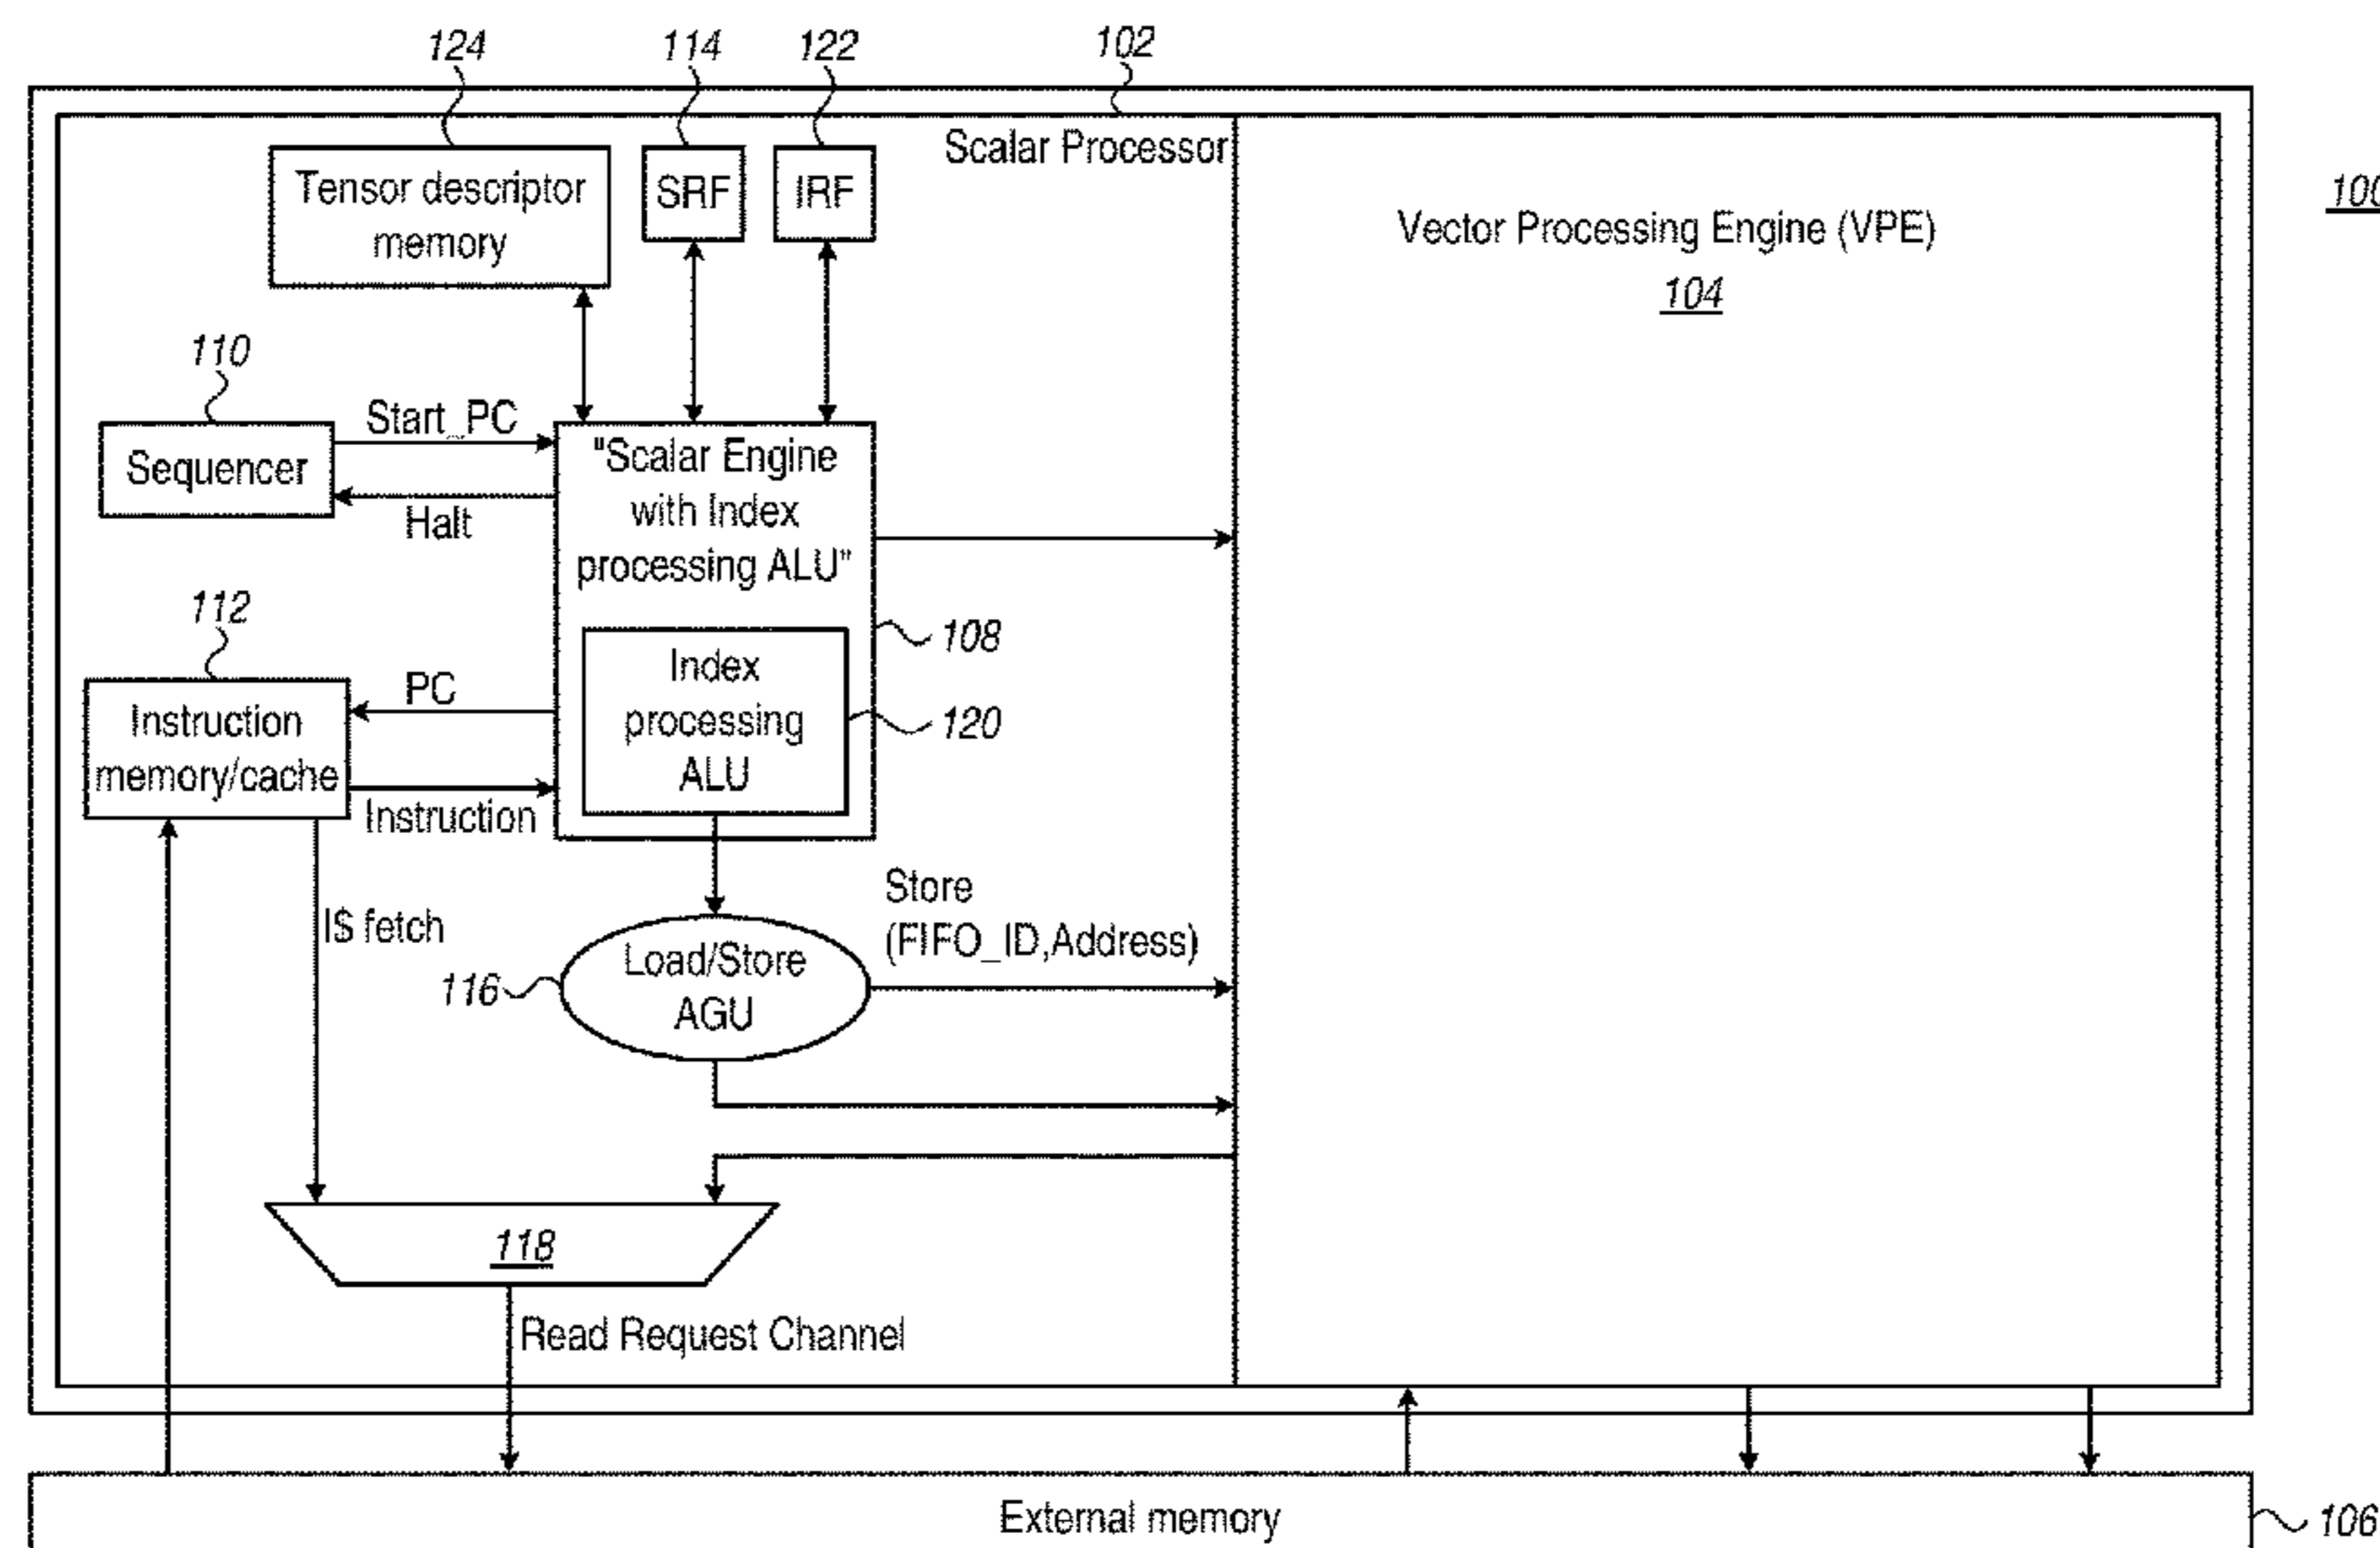 124
114
122
102
Scalar Processor
Tensor descriptor
memory
SRF
IRF
Vector Processing Engine (VPE)
104
110
Sequencer
Start_PC
Halt
"Scalar Engine
with Index
processing ALU"
108
112
Instruction
memory/cache
PC
Instruction
Index
processing
ALU
120
I$ fetch
Store
(FIFO_ID,Address)
116
Load/Store
AGU
118
Read Request Channel
External memory
106